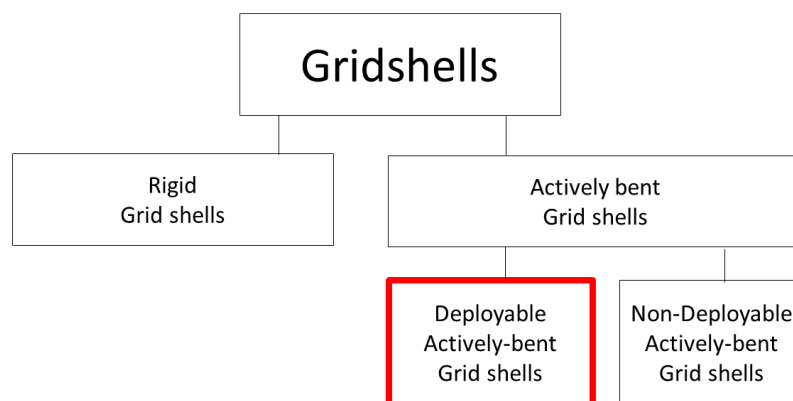 Gridshells
Rigid
Grid shells
Actively bent
Grid shells
Deployable
Actively-bent
Grid shells
Non-Deployable
Actively-bent
Grid shells